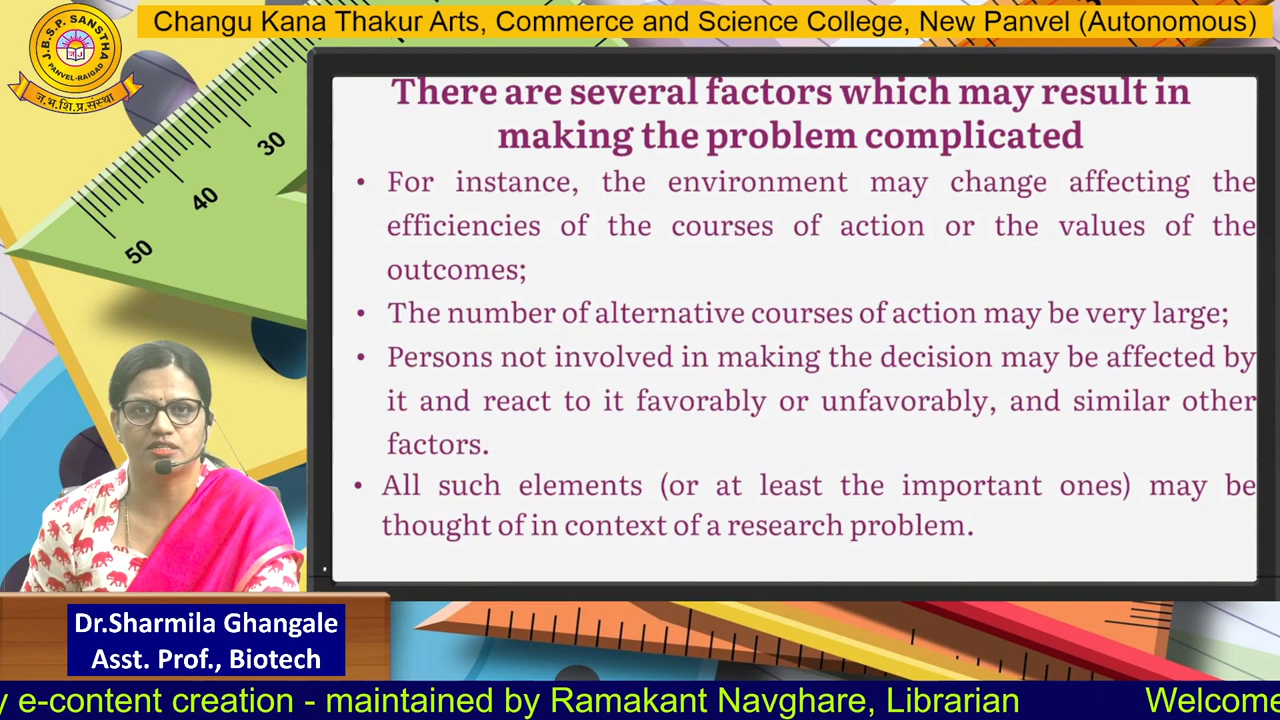 Changu Kana Thakur Arts, Commerce and Science College, New Panvel (Autonomous)
J.B.S.P. SANSTHA
PANVEL-RAIGAD
ज.भ.शि.प्र.संस्था
There are several factors which may result in
making the problem complicated
• For instance, the environment may change affecting the
efficiencies of the courses of action or the values of the
outcomes;
• The number of alternative courses of action may be very large;
• Persons not involved in making the decision may be affected by
it and react to it favorably or unfavorably, and similar other
factors.
• All such elements (or at least the important ones) may be
thought of in context of a research problem.
30
40
50
Dr.Sharmila Ghangale
Asst. Prof., Biotech
y e-content creation - maintained by Ramakant Navghare, Librarian Welcome